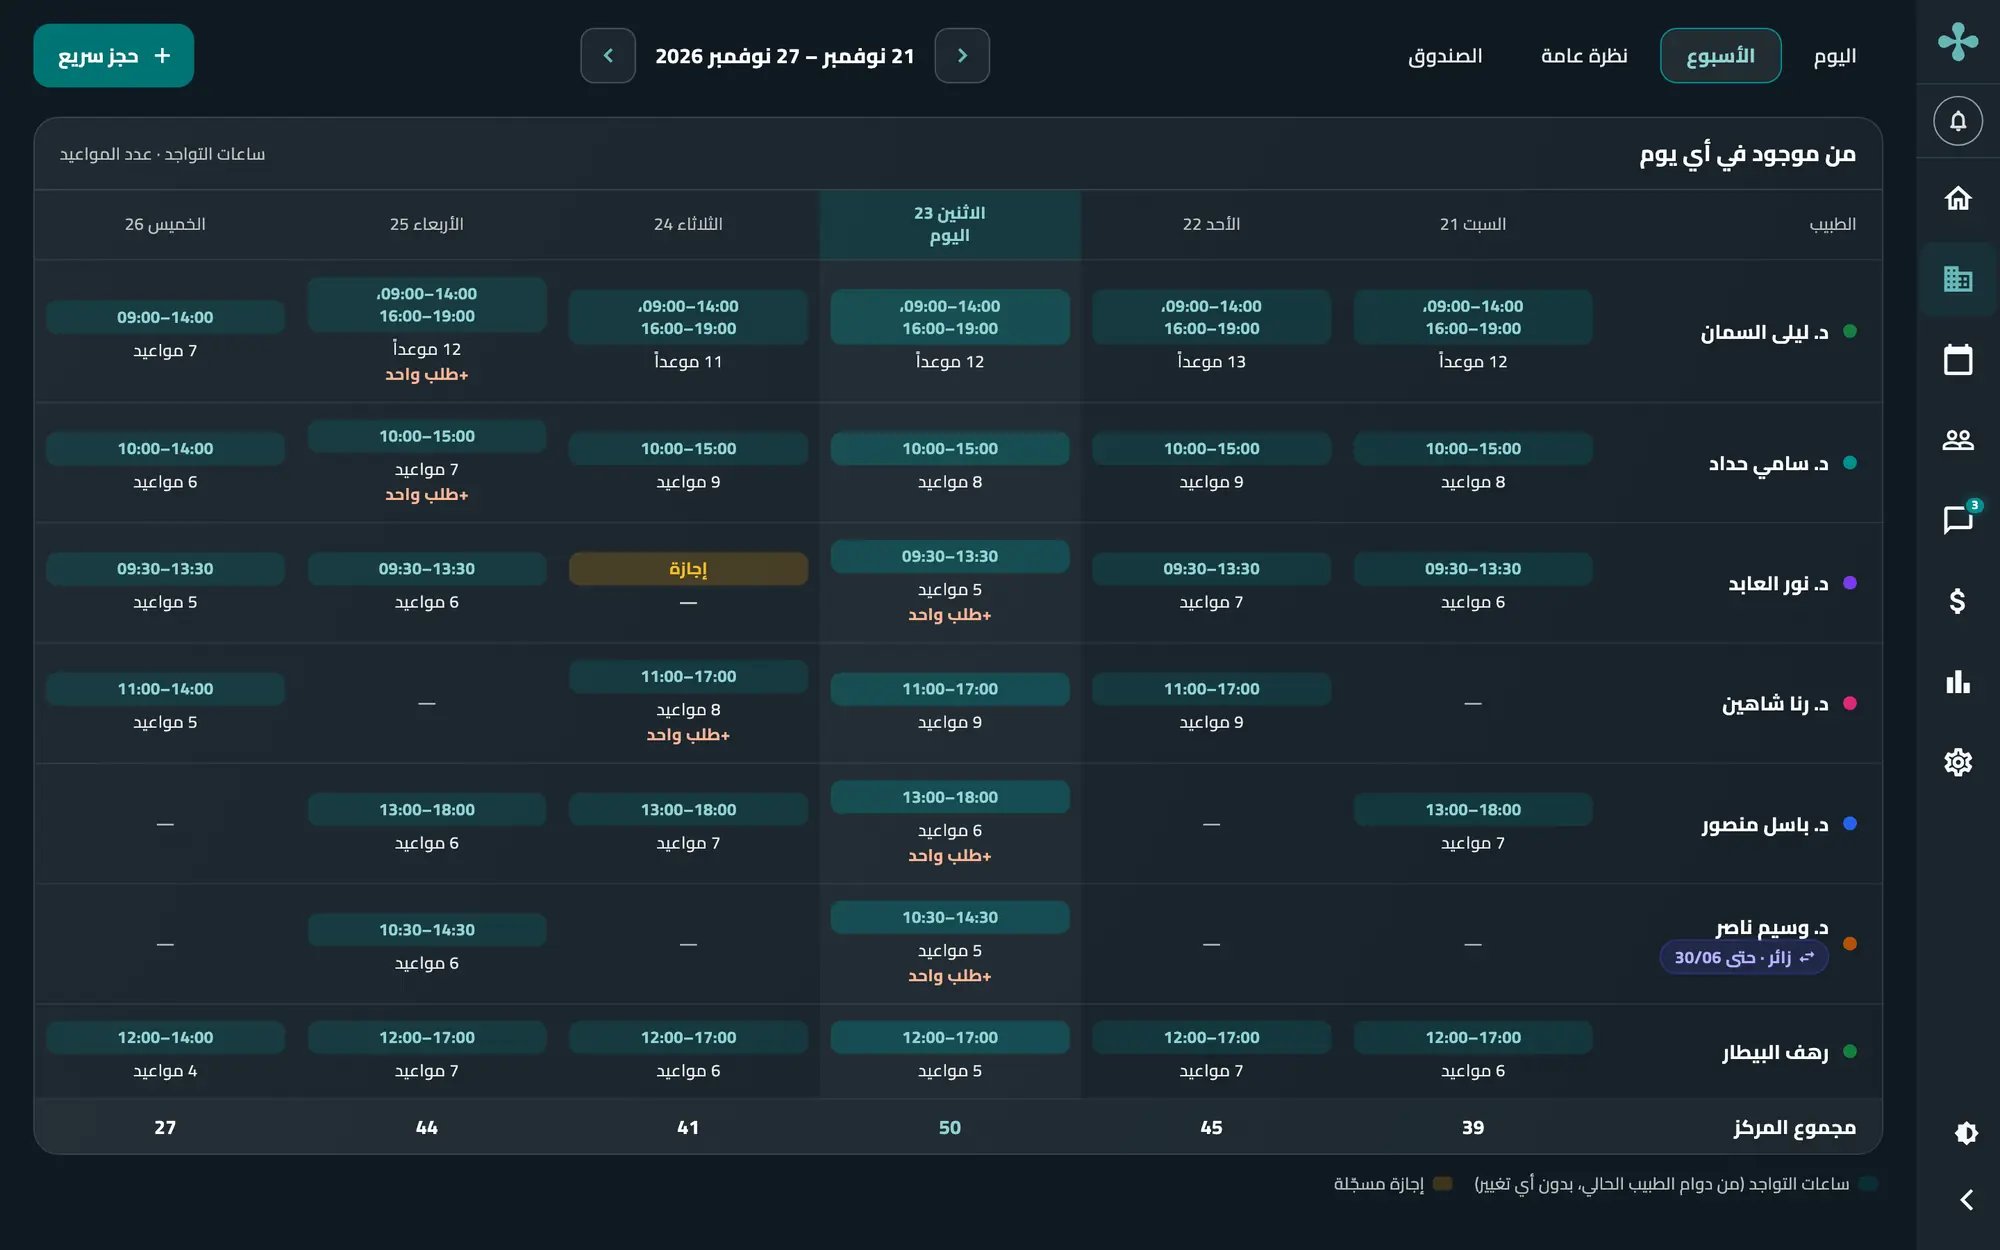 اليوم
الأسبوع
نظرة عامة
الصندوق
21 نوفمبر – 27 نوفمبر 2026
+ حجز سريع
3
من موجود في أي يوم
ساعات التواجد · عدد المواعيد
الطبيب
السبت 21
الأحد 22
الاثنين 23
اليوم
الثلاثاء 24
الأربعاء 25
الخميس 26
د. ليلى السمان
09:00–14:00،
16:00–19:00
12 موعداً
09:00–14:00،
16:00–19:00
13 موعداً
09:00–14:00،
16:00–19:00
12 موعداً
09:00–14:00،
16:00–19:00
11 موعداً
09:00–14:00،
16:00–19:00
12 موعداً
+طلب واحد
09:00–14:00
7 مواعيد
د. سامي حداد
10:00–15:00
8 مواعيد
10:00–15:00
9 مواعيد
10:00–15:00
8 مواعيد
10:00–15:00
9 مواعيد
10:00–15:00
7 مواعيد
+طلب واحد
10:00–14:00
6 مواعيد
د. نور العابد
09:30–13:30
6 مواعيد
09:30–13:30
7 مواعيد
09:30–13:30
5 مواعيد
+طلب واحد
إجازة
—
09:30–13:30
6 مواعيد
09:30–13:30
5 مواعيد
د. رنا شاهين
—
11:00–17:00
9 مواعيد
11:00–17:00
9 مواعيد
11:00–17:00
8 مواعيد
+طلب واحد
—
11:00–14:00
5 مواعيد
د. باسل منصور
13:00–18:00
7 مواعيد
—
13:00–18:00
6 مواعيد
+طلب واحد
13:00–18:00
7 مواعيد
13:00–18:00
6 مواعيد
—
د. وسيم ناصر
زائر · حتى 30/06
—
—
10:30–14:30
5 مواعيد
+طلب واحد
—
10:30–14:30
6 مواعيد
—
رهف البيطار
12:00–17:00
6 مواعيد
12:00–17:00
7 مواعيد
12:00–17:00
5 مواعيد
12:00–17:00
6 مواعيد
12:00–17:00
7 مواعيد
12:00–14:00
4 مواعيد
مجموع المركز
39
45
50
41
44
27
ساعات التواجد (من دوام الطبيب الحالي، بدون أي تغيير)
إجازة مسجّلة